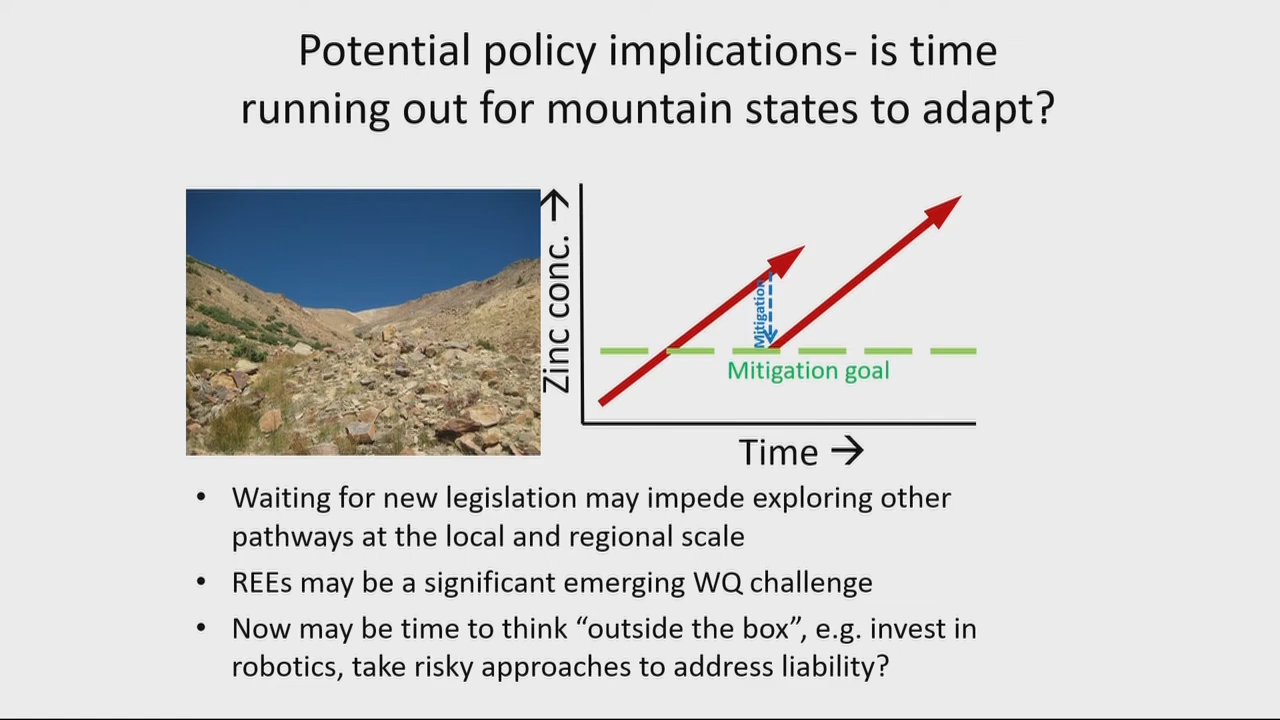 Potential policy implications- is time
running out for mountain states to adapt?
Zinc conc. →
Mitigation
Mitigation goal
Time →
• Waiting for new legislation may impede exploring other
pathways at the local and regional scale
• REEs may be a significant emerging WQ challenge
• Now may be time to think “outside the box”, e.g. invest in
robotics, take risky approaches to address liability?